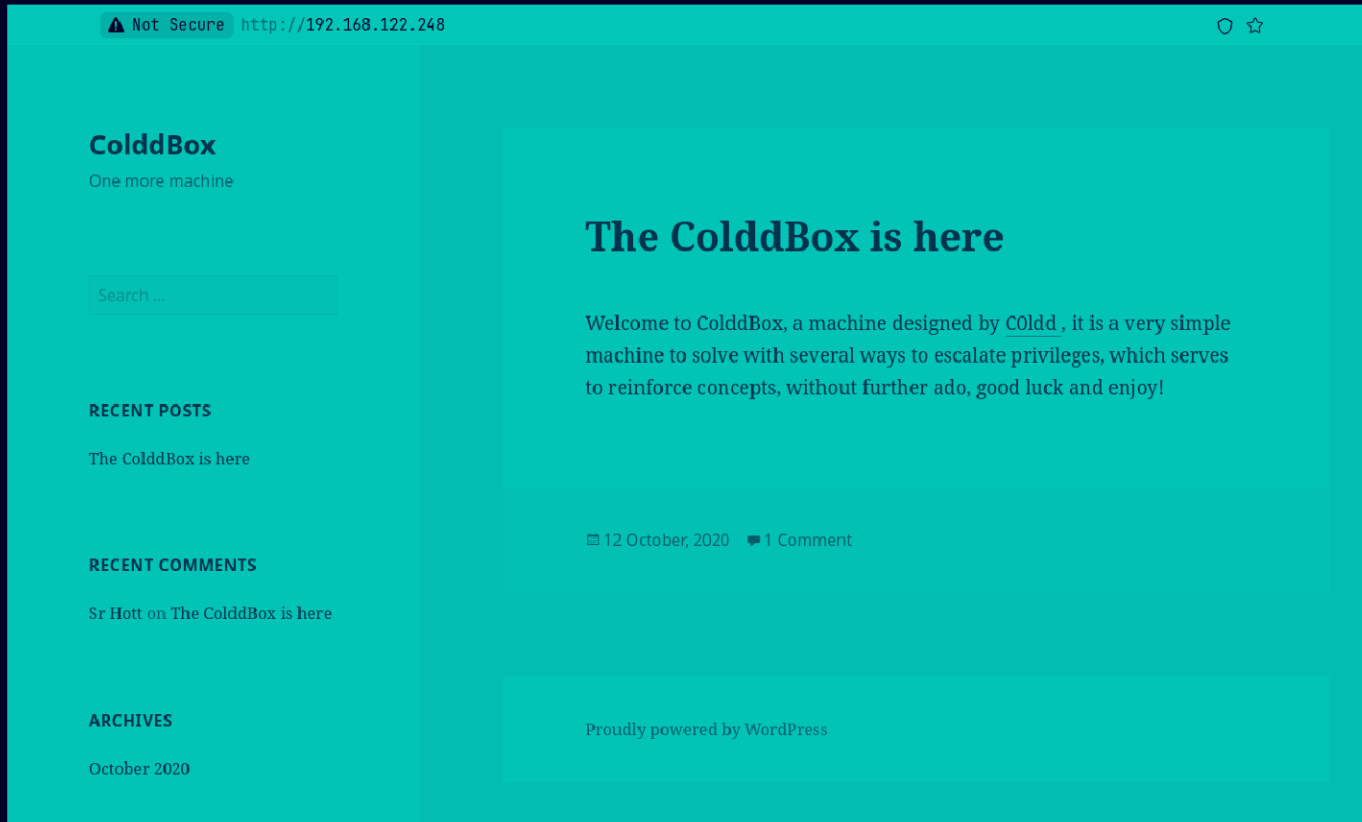 Not Secure http://192.168.122.248
ColddBox
One more machine
Search ...
RECENT POSTS
The ColddBox is here
RECENT COMMENTS
Sr Hott on The ColddBox is here
ARCHIVES
October 2020
The ColddBox is here
Welcome to ColddBox, a machine designed by C0ldd , it is a very simple
machine to solve with several ways to escalate privileges, which serves
to reinforce concepts, without further ado, good luck and enjoy!
12 October, 2020 1 Comment
Proudly powered by WordPress